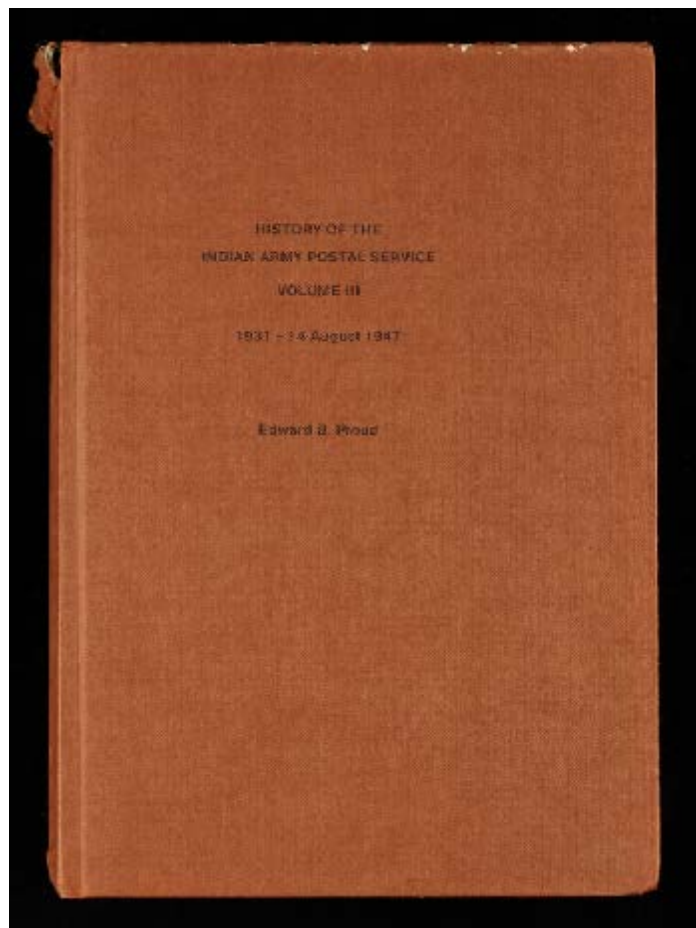 HISTORY OF THE
INDIAN ARMY POSTAL SERVICE
VOLUME III
1931 – 14 August 1947
Edward B. Proud